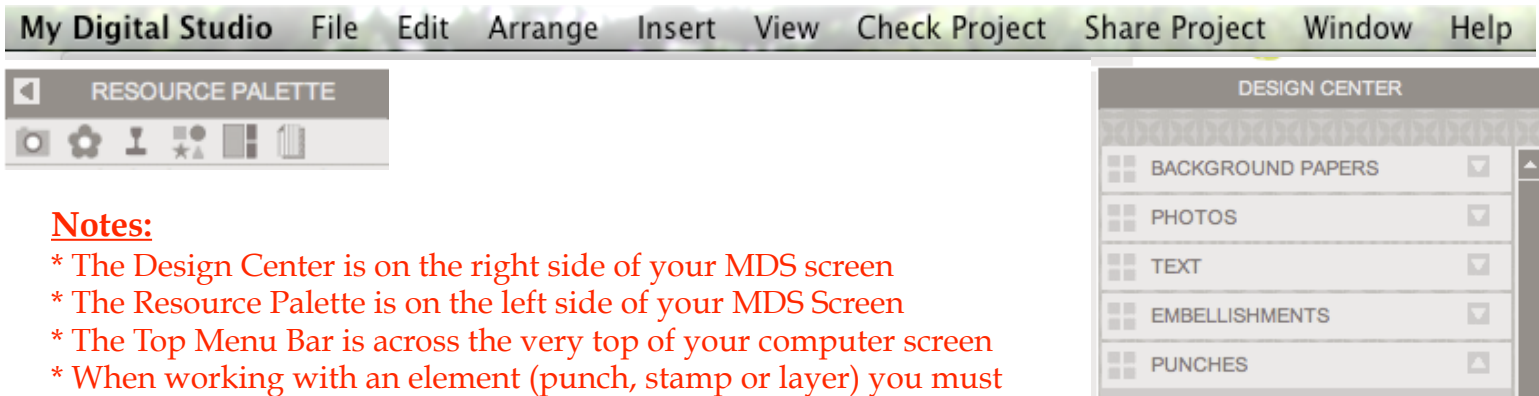 My Digital Studio File Edit Arrange Insert View Check Project Share Project Window Help
RESOURCE PALETTE
Notes:
* The Design Center is on the right side of your MDS screen
* The Resource Palette is on the left side of your MDS Screen
* The Top Menu Bar is across the very top of your computer screen
* When working with an element (punch, stamp or layer) you must
DESIGN CENTER
BACKGROUND PAPERS
PHOTOS
TEXT
EMBELLISHMENTS
PUNCHES